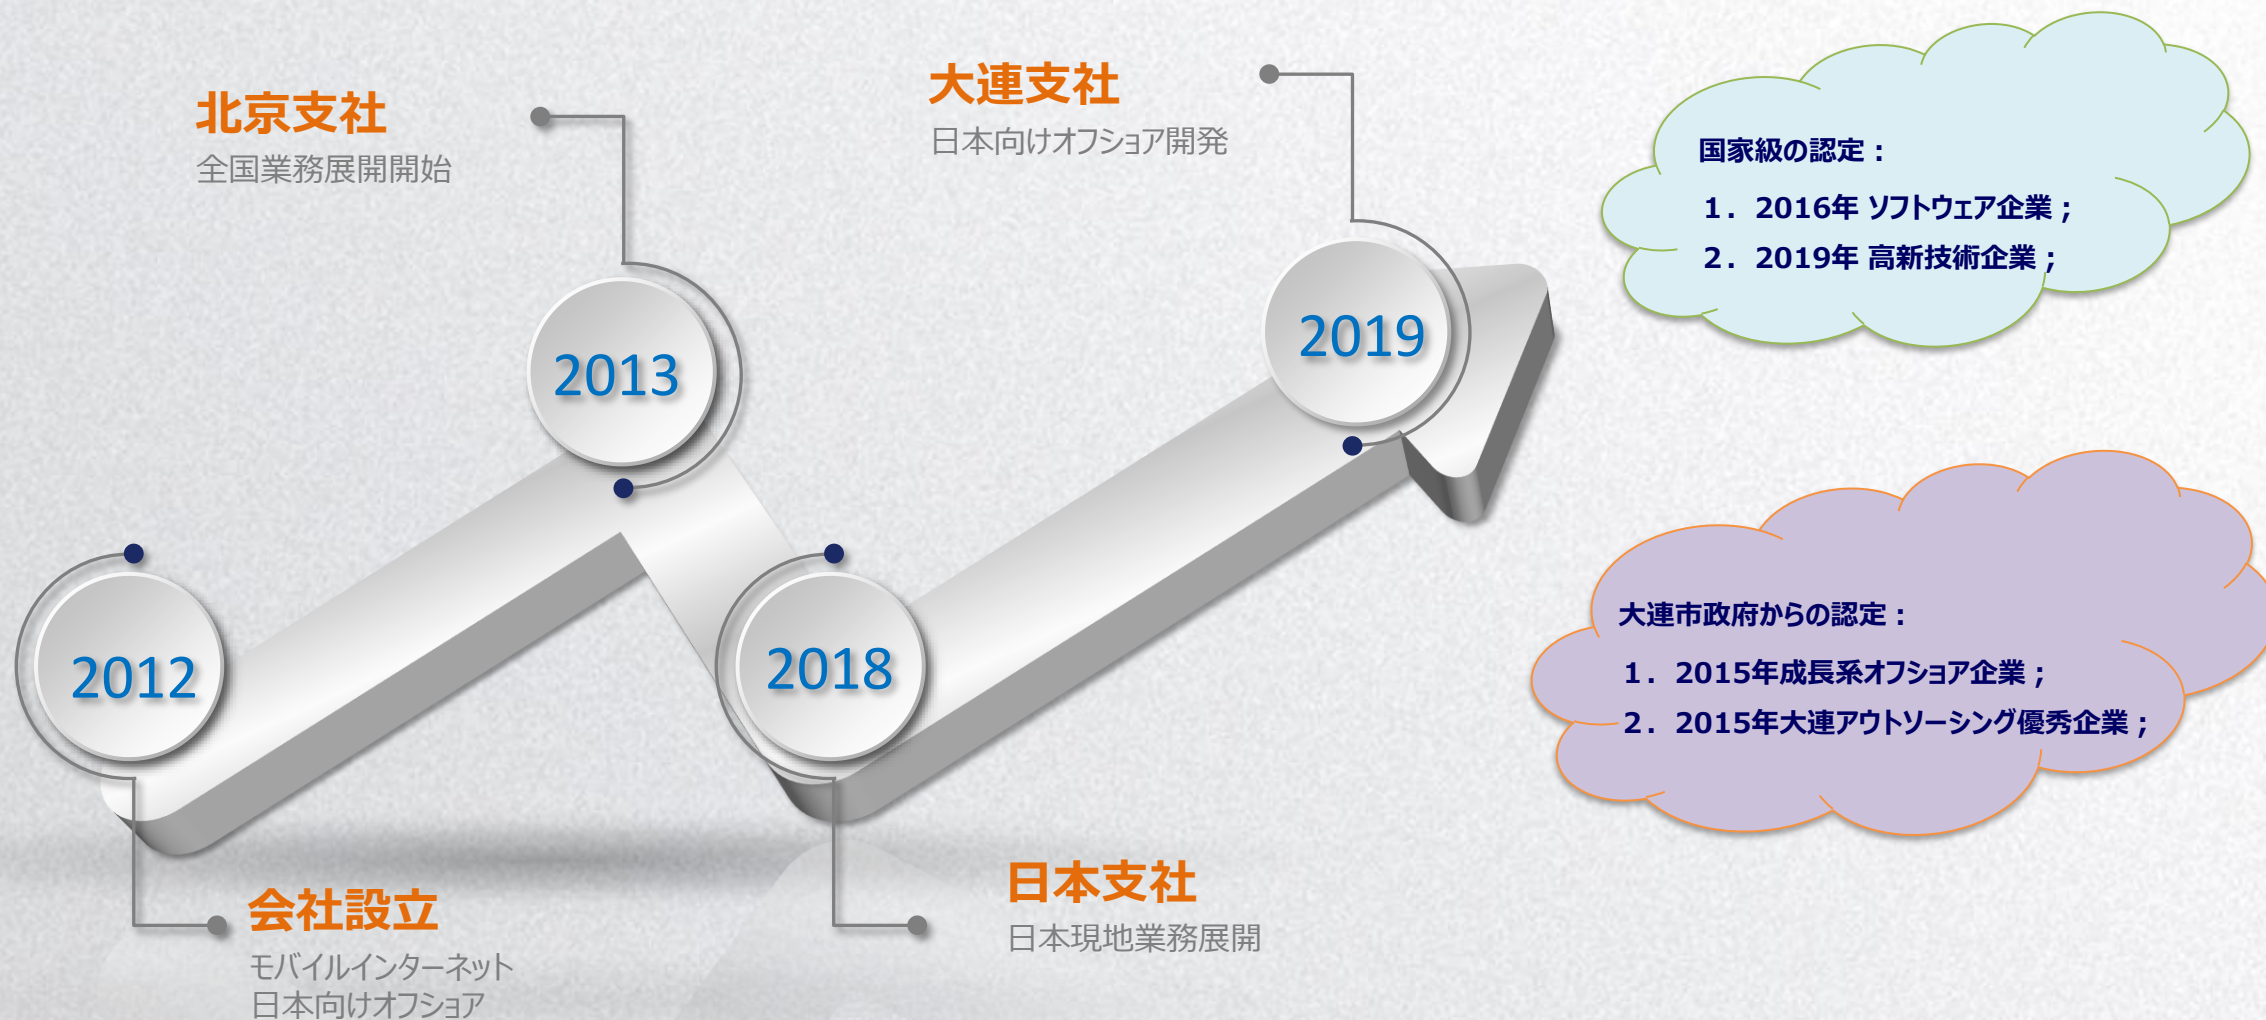 北京支社
全国業務展開開始
2013
大連支社
日本向けオフショア開発
2019
2012
会社設立
モバイルインターネット
日本向けオフショア
2018
日本支社
日本現地業務展開
国家級の認定：
1．2016年 ソフトウェア企業；
2．2019年 高新技術企業；
大連市政府からの認定：
1．2015年成長系オフショア企業；
2．2015年大連アウトソーシング優秀企業；